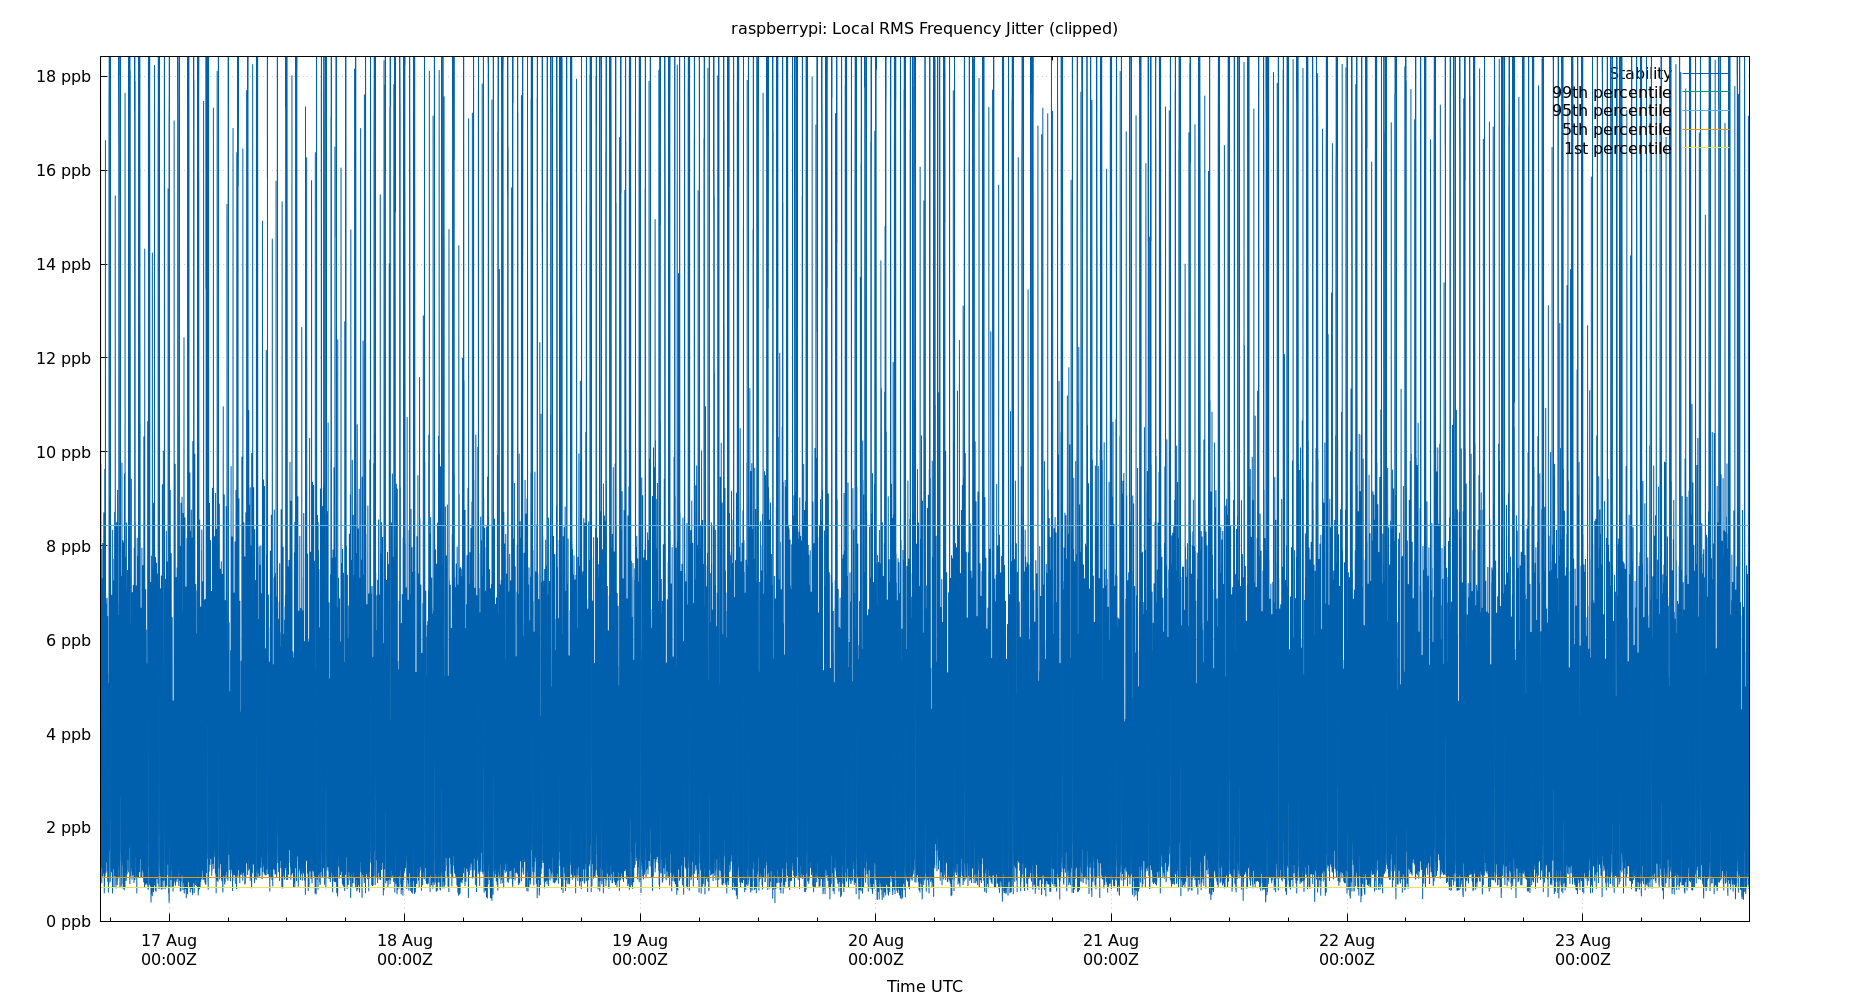 raspberrypi: Local RMS Frequency Jitter (clipped)
18 ppb
16 ppb
14 ppb
12 ppb
10 ppb
8 ppb
6 ppb
4 ppb
2 ppb
0 ppb
Stability
99th percentile
95th percentile
5th percentile
1st percentile
17 Aug 18 Aug 19 Aug 20 Aug 21 Aug 22 Aug 23 Aug
00:00Z 00:00Z 00:00Z 00:00Z 00:00Z 00:00Z 00:00Z
Time UTC